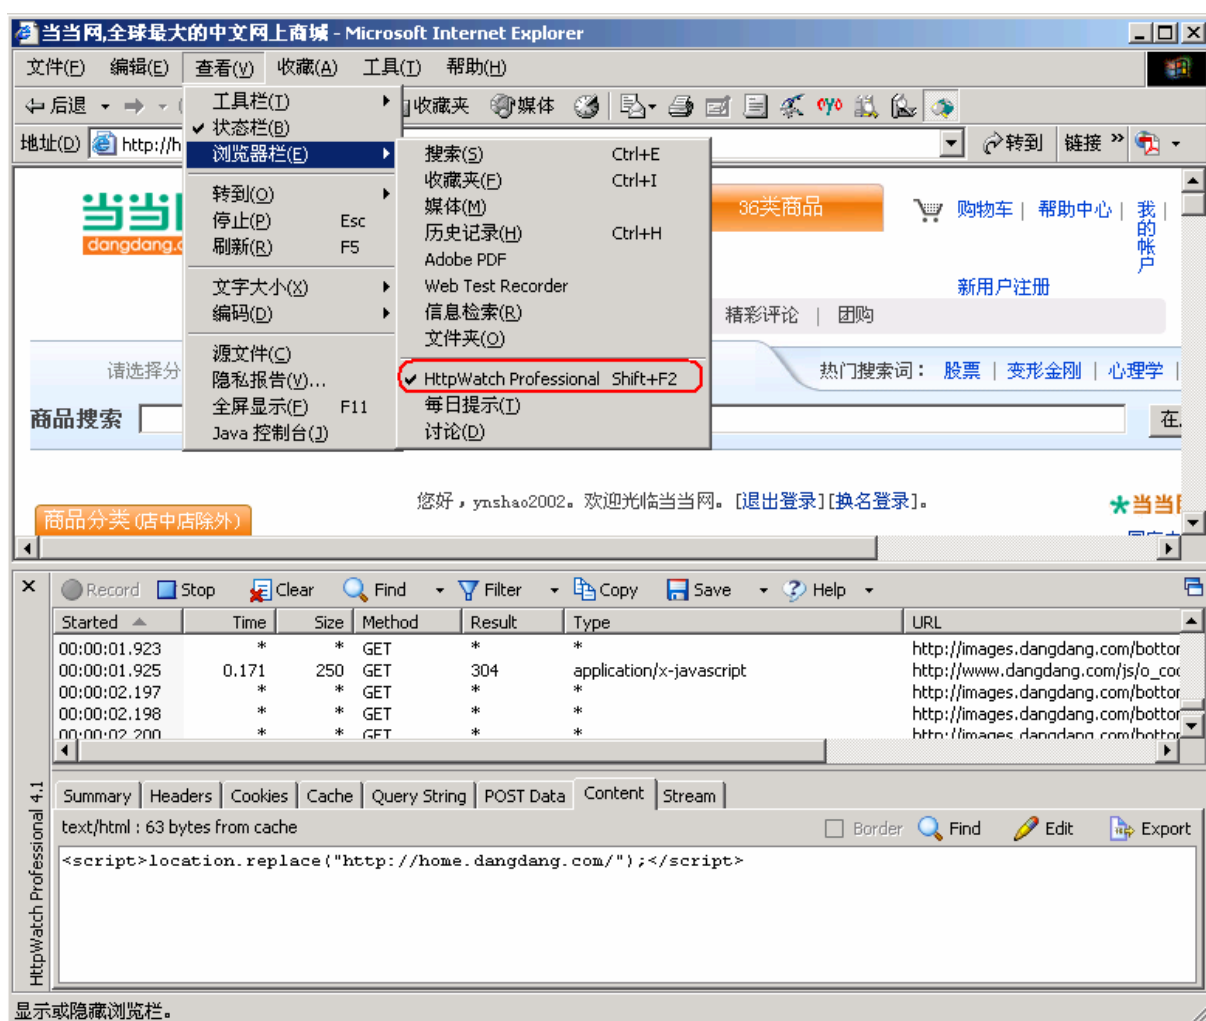 当当网,全球最大的中文网上商城 - Microsoft Internet Explorer
文件(F) 编辑(E) 查看(V) 收藏(A) 工具(T) 帮助(H)
后退 收藏夹 媒体
地址(D) http://h 转到 链接 »
工具栏(T)
状态栏(B)
浏览器栏(E)
转到(O)
停止(P) Esc
刷新(R) F5
文字大小(X)
编码(D)
源文件(C)
隐私报告(V)...
全屏显示(F) F11
Java 控制台(J)
搜索(S) Ctrl+E
收藏夹(F) Ctrl+I
媒体(M)
历史记录(H) Ctrl+H
Adobe PDF
Web Test Recorder
信息检索(R)
文件夹(O)
HttpWatch Professional Shift+F2
每日提示(T)
讨论(D)
当当
dangdang.c
36类商品
购物车 | 帮助中心 | 我的帐户 |
新用户注册
精彩评论 | 团购
请选择分
热门搜索词： 股票 | 变形金刚 | 心理学 |
商品搜索
在
您好，ynshao2002。欢迎光临当当网。[退出登录][换名登录]。
商品分类(店中店除外)
当当
Record Stop Clear Find Filter Copy Save Help
Started Time Size Method Result Type URL
00:00:01.923 * * GET * * http://images.dangdang.com/bottor
00:00:01.925 0.171 250 GET 304 application/x-javascript http://www.dangdang.com/js/o_coo
00:00:02.197 * * GET * * http://images.dangdang.com/bottor
00:00:02.198 * * GET * * http://images.dangdang.com/bottor
00:00:02.200 * * GET * * http://images.dangdang.com/bottor
Summary Headers Cookies Cache Query String POST Data Content Stream
text/html : 63 bytes from cache
Border Find Edit Export
<script>location.replace("http://home.dangdang.com/");</script>
HttpWatch Professional 4.1
显示或隐藏浏览栏。